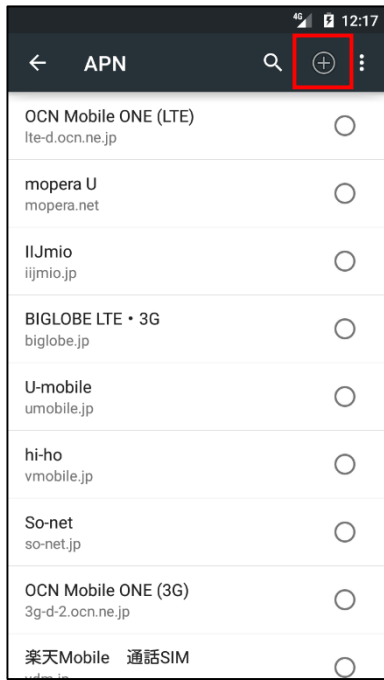 4G 12:17
APN
OCN Mobile ONE (LTE)
lte-d.ocn.ne.jp
mopera U
mopera.net
IIJmio
iijmio.jp
BIGLOBE LTE・3G
biglobe.jp
U-mobile
umobile.jp
hi-ho
vmobile.jp
So-net
so-net.jp
OCN Mobile ONE (3G)
3g-d-2.ocn.ne.jp
楽天Mobile　通話SIM